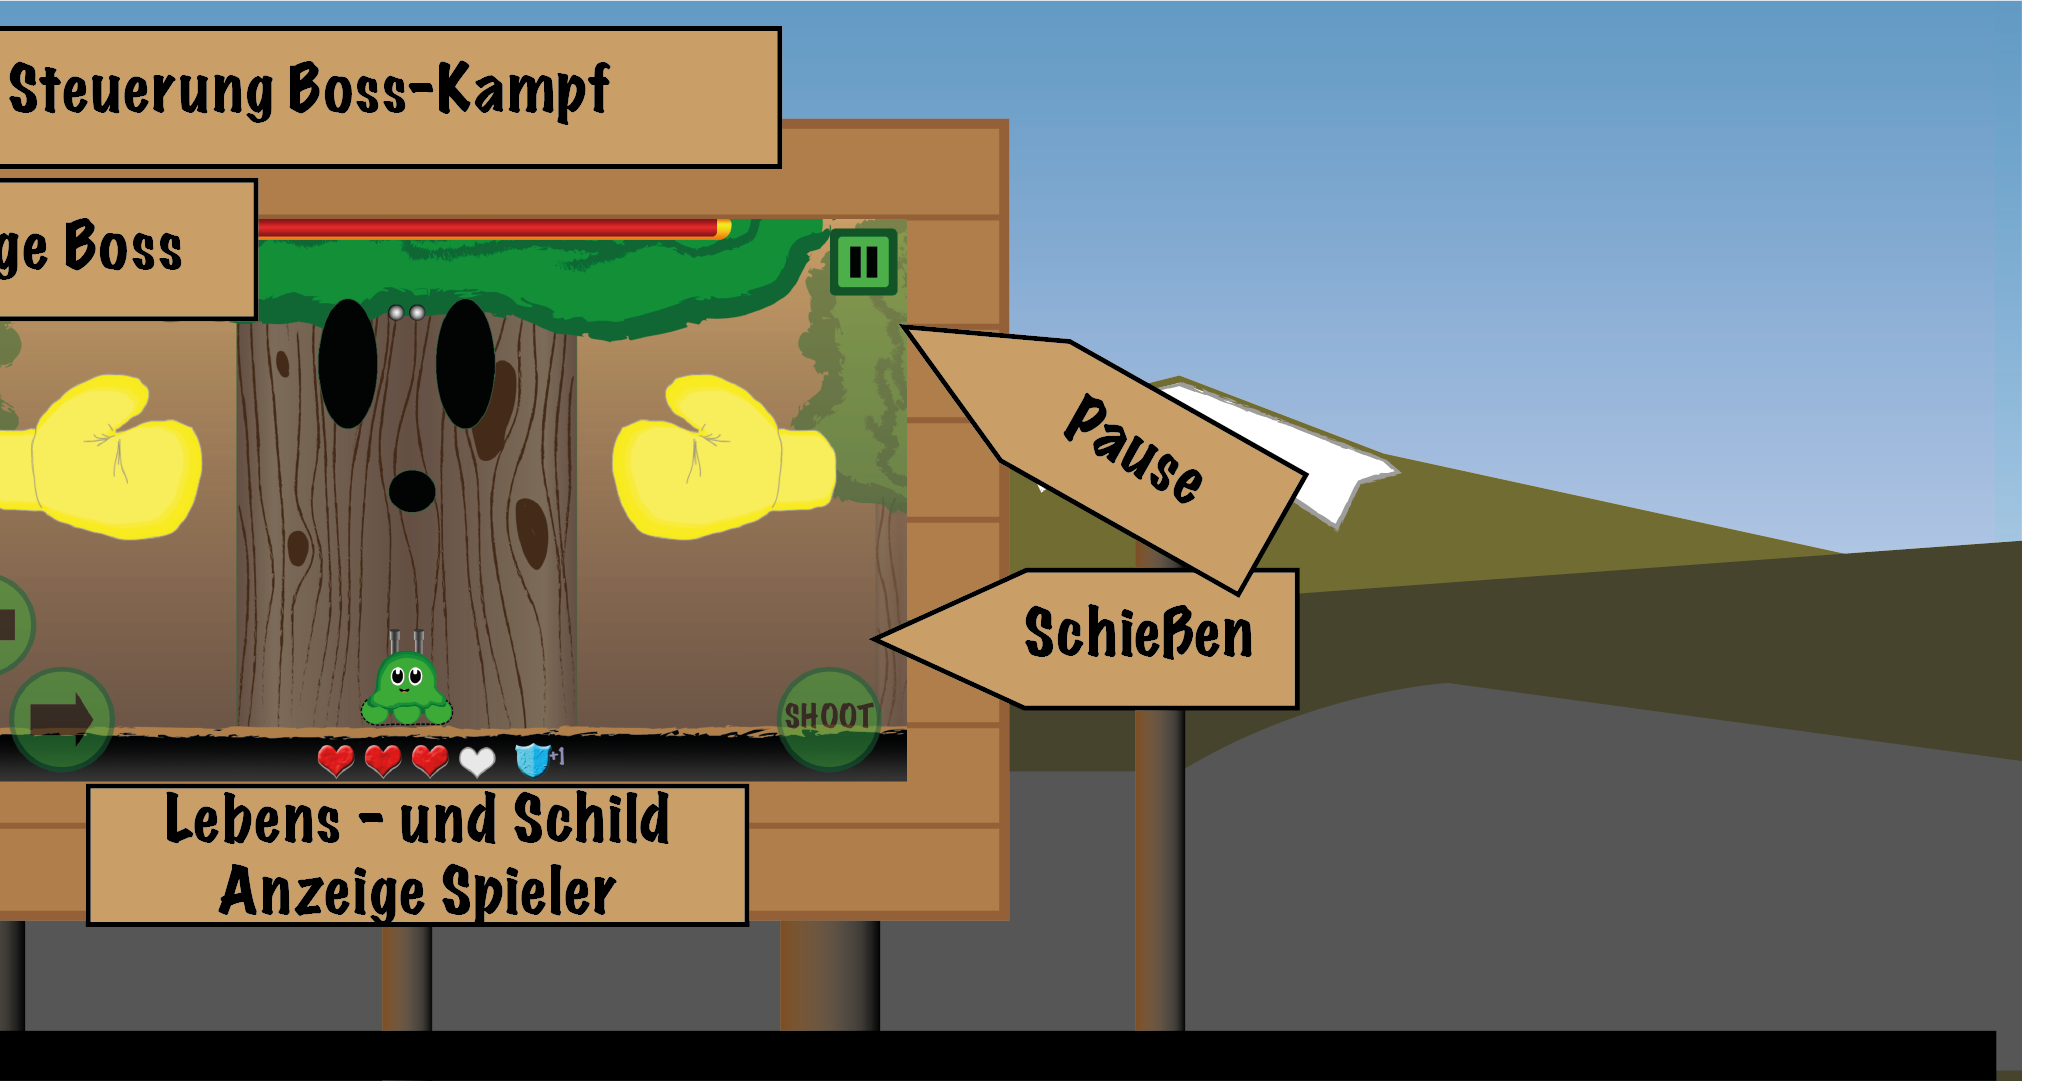 Steuerung Boss-Kampf
ge Boss
Pause
Schießen
SHOOT
+1
Lebens - und Schild
Anzeige Spieler